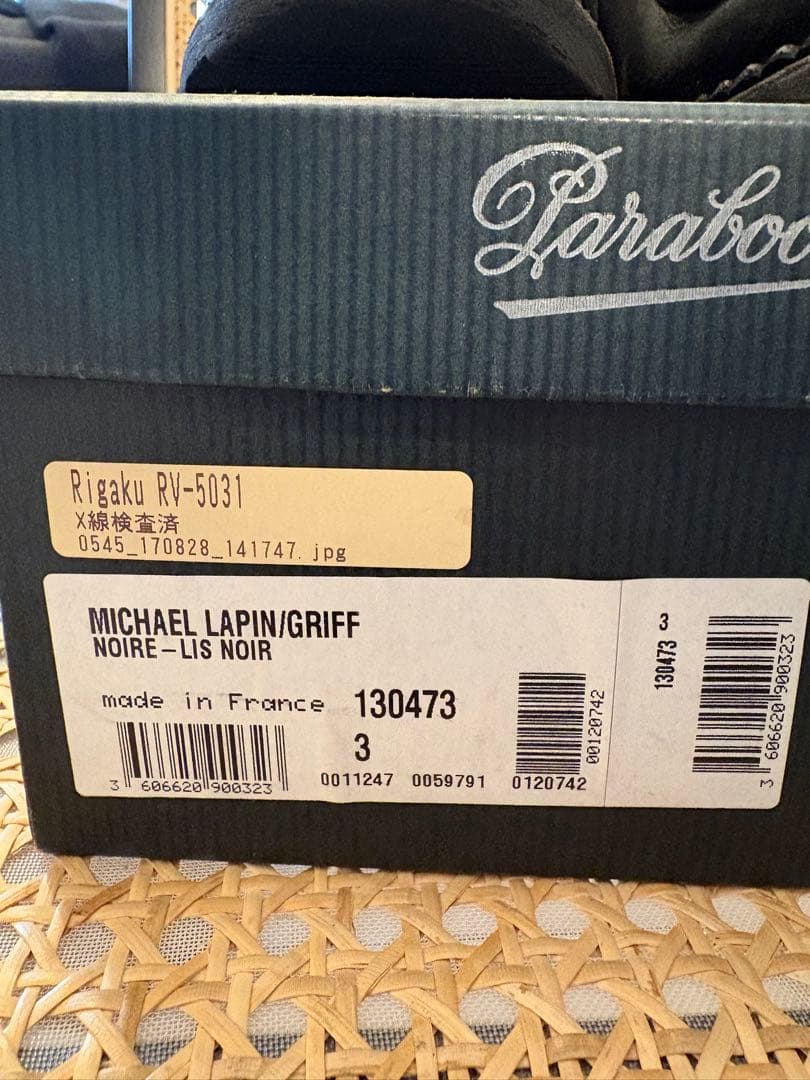 Paraboo
Rigaku RV-5031
X線検査済
0545_170828_141747.jpg
MICHAEL LAPIN/GRIFF
NOIRE-LIS NOIR
made in France 130473
3
3 606620 900323
0011247 0059791 0120742
00120742
3
130473
3 606620 900323